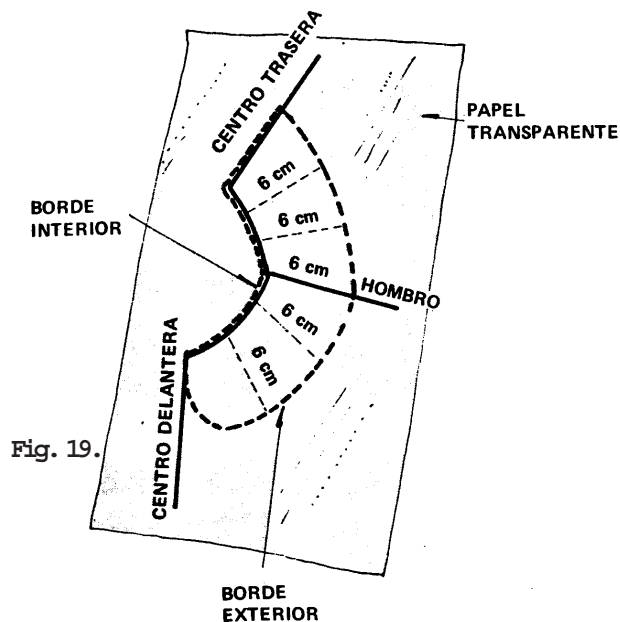 CENTRO TRASERA
PAPEL
TRANSPARENTE
BORDE
INTERIOR
6 cm
6 cm
6 cm
HOMBRO
6 cm
6 cm
CENTRO DELANTERA
Fig. 19.
BORDE
EXTERIOR